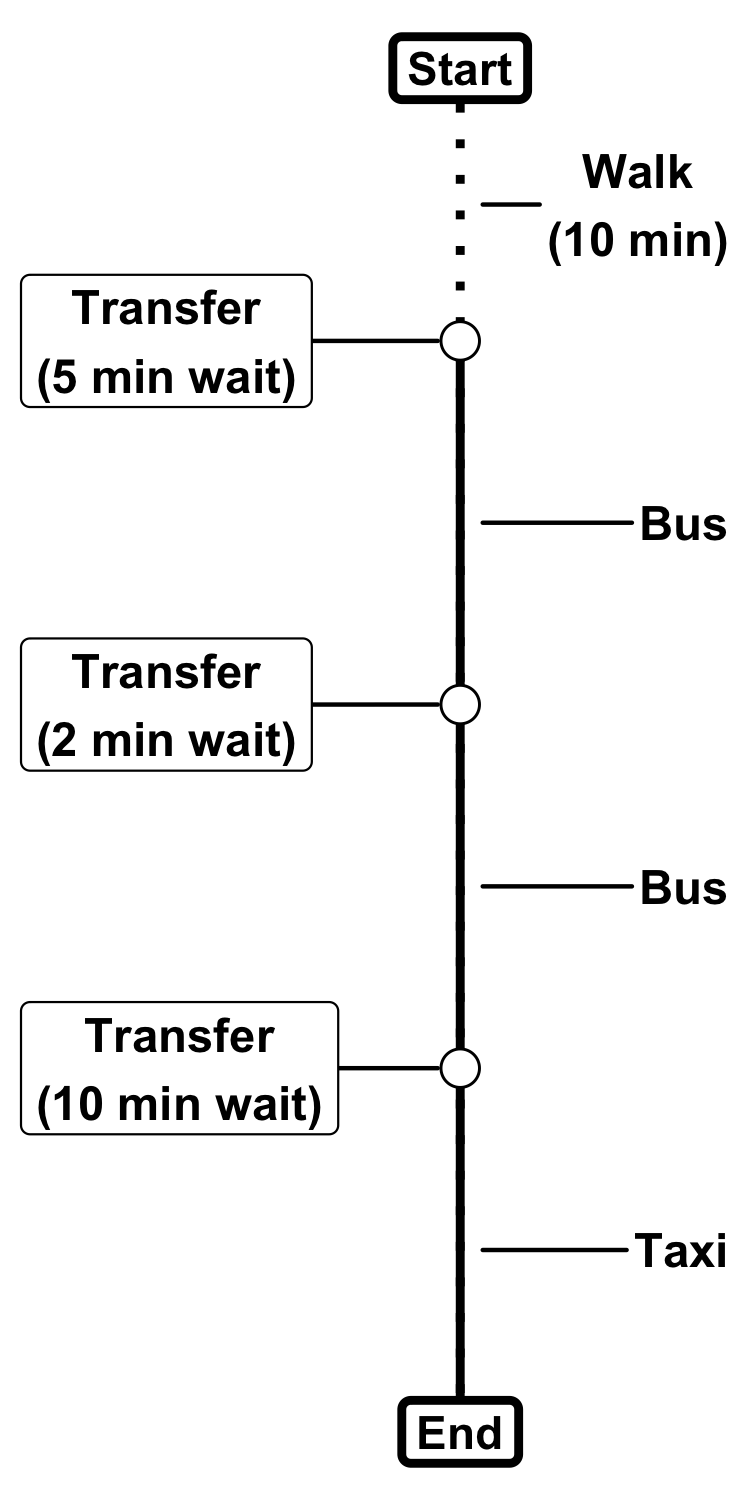 Start
Walk
(10 min)
Transfer
(5 min wait)
Bus
Transfer
(2 min wait)
Bus
Transfer
(10 min wait)
Taxi
End